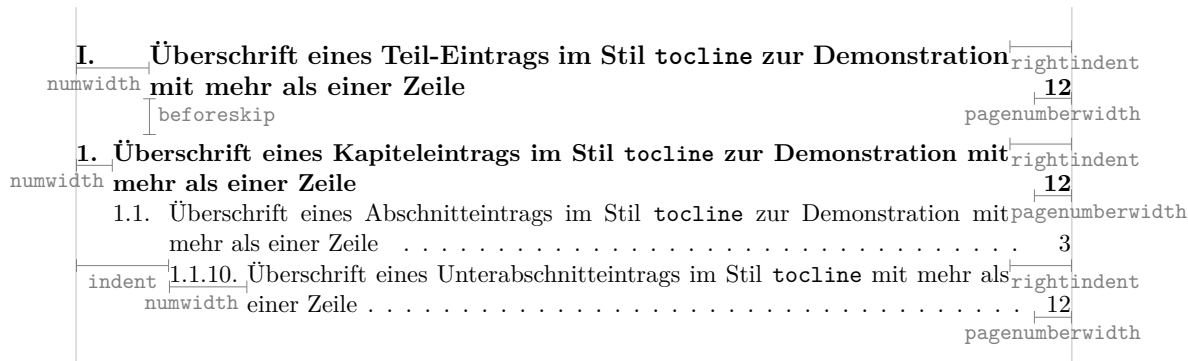 I. Überschrift eines Teil-Eintrags im Stil tocline zur Demonstration rightindent
numwidth mit mehr als einer Zeile 12
beforeskip pagenumberwidth
1. Überschrift eines Kapiteleintrags im Stil tocline zur Demonstration mit rightindent
numwidth mehr als einer Zeile 12
1.1. Überschrift eines Abschnitteintrags im Stil tocline zur Demonstration mit pagenumberwidth
mehr als einer Zeile . . . . . . . . . . . . . . . . . . . . . . . . . . . . . . . . . 3
indent 1.1.10. Überschrift eines Unterabschnitteintrags im Stil tocline mit mehr als rightindent
numwidth einer Zeile . . . . . . . . . . . . . . . . . . . . . . . . . . . . . . . . . . . 12
pagenumberwidth